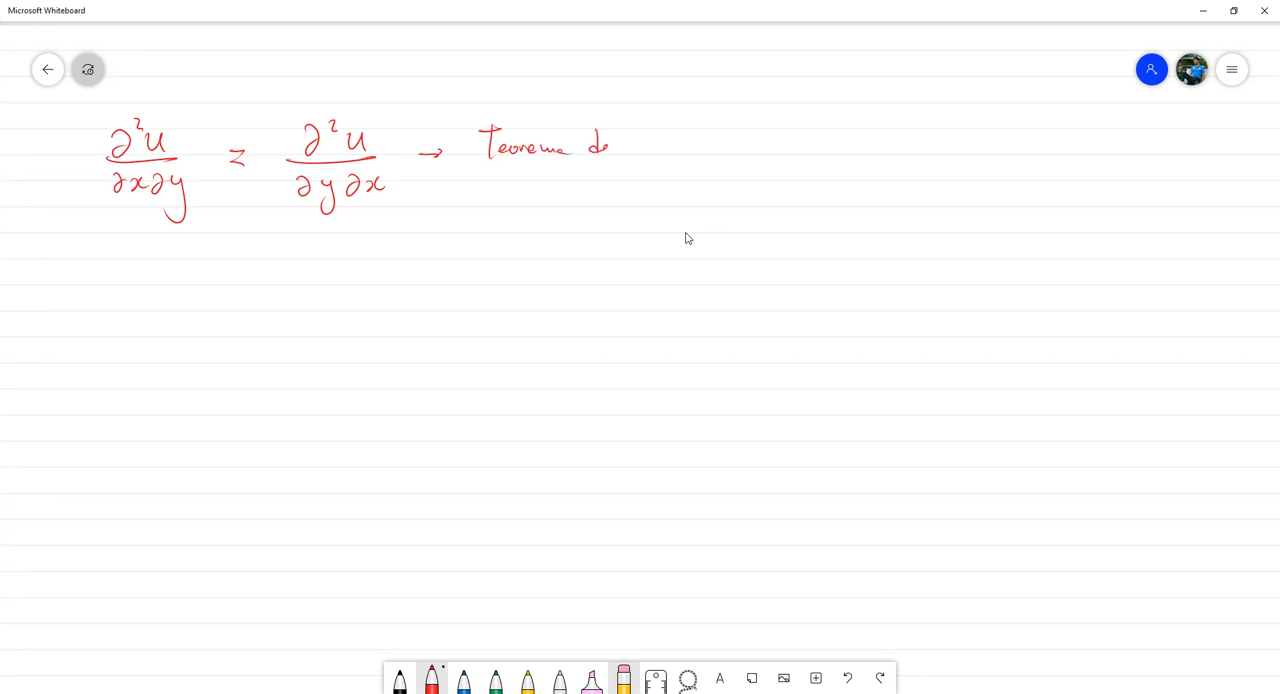 Microsoft Whiteboard
∂²u/∂x∂y = ∂²u/∂y∂x → Teorema de
A